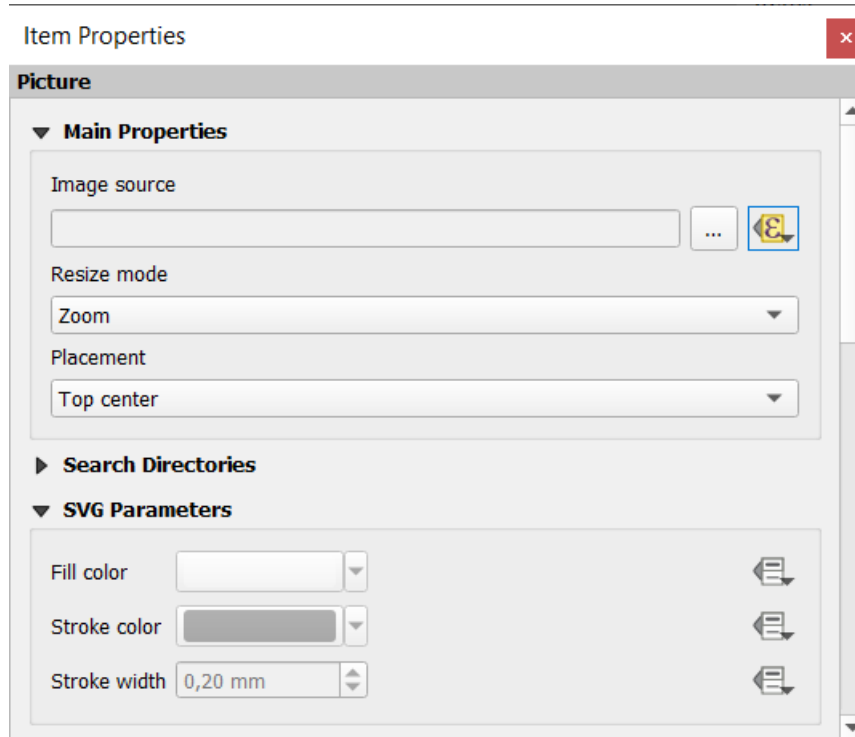 Item Properties
Picture
Main Properties
Image source
...
ε
Resize mode
Zoom
Placement
Top center
Search Directories
SVG Parameters
Fill color
Stroke color
Stroke width 0,20 mm